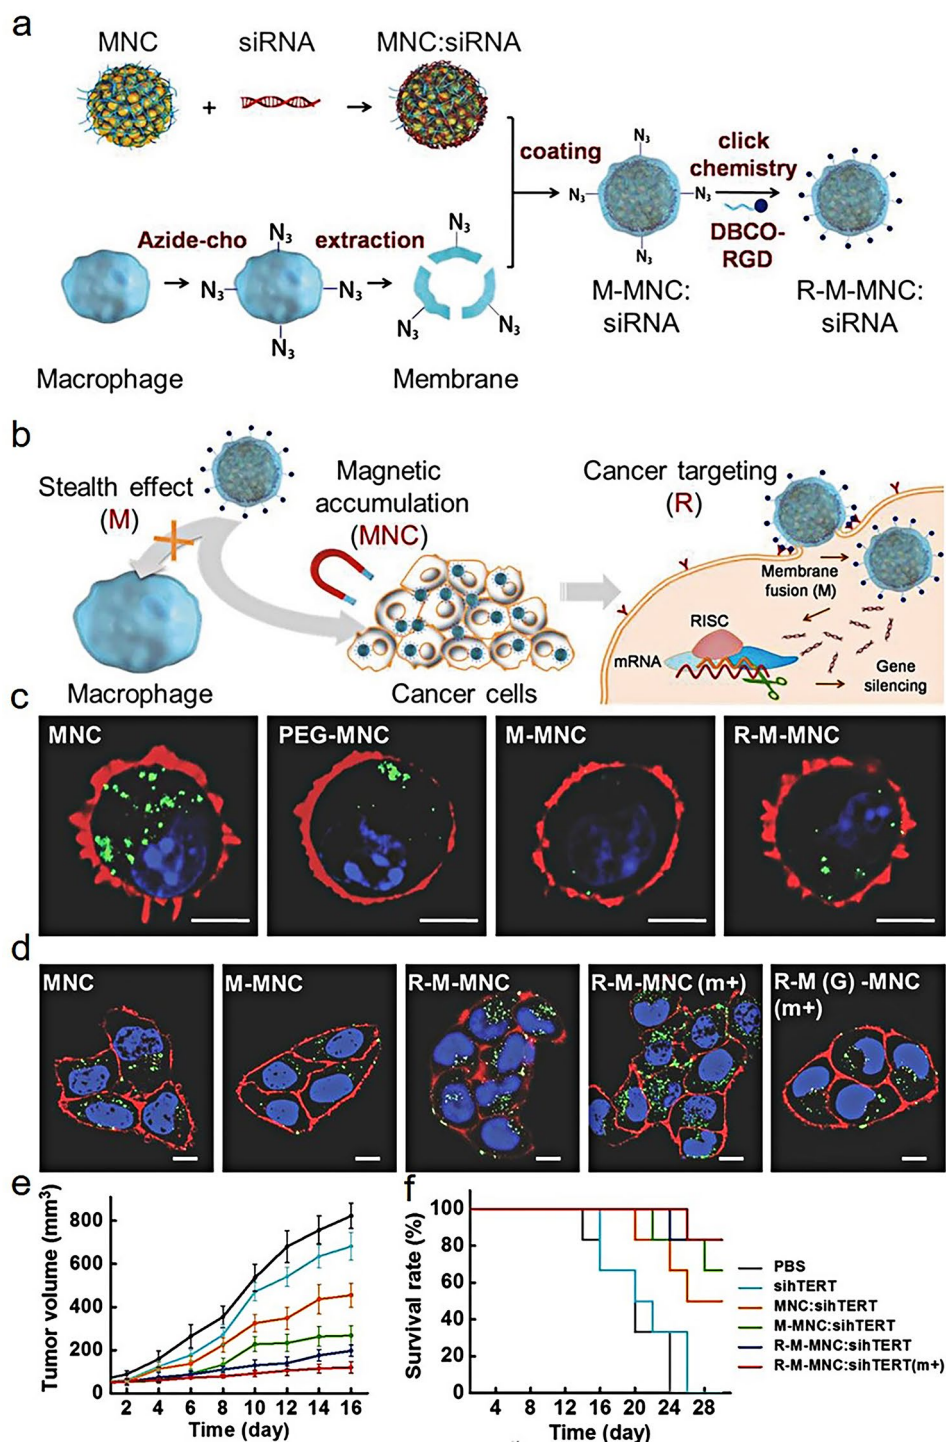 a
MNC siRNA MNC:siRNA
+
coating
click
chemistry
N3
N3 N3
N3
DBCO-
RGD
Azide-cho extraction
N3
N3 N3
N3
N3
N3 N3
M-MNC:
siRNA
R-M-MNC:
siRNA
Macrophage Membrane
b
Stealth effect
(M)
Magnetic
accumulation
(MNC)
Cancer targeting
(R)
Membrane
fusion (M)
RISC
mRNA
Gene
silencing
Macrophage Cancer cells
c
MNC PEG-MNC M-MNC R-M-MNC
d
MNC M-MNC R-M-MNC R-M-MNC (m+) R-M (G) -MNC
(m+)
e
Tumor volume (mm3)
800
600
400
200
0
2 4 6 8 10 12 14 16
Time (day)
f
Survival rate (%)
100
80
60
40
20
0
4 8 12 16 20 24 28
Time (day)
PBS
sihTERT
MNC:sihTERT
M-MNC:sihTERT
R-M-MNC:sihTERT
R-M-MNC:sihTERT(m+)